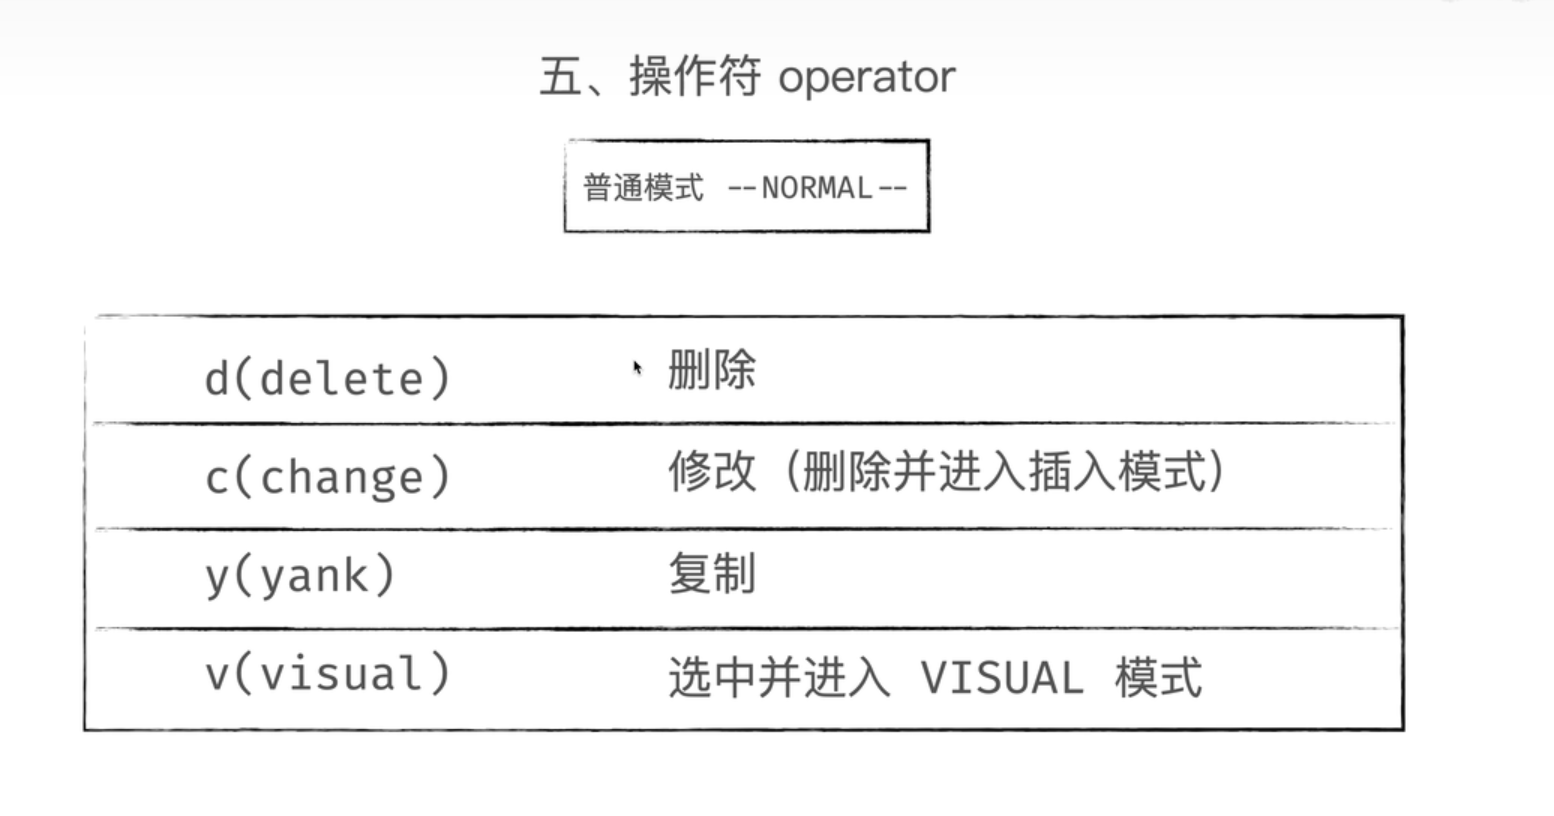 五、操作符 operator
普通模式 --NORMAL--
d(delete) 删除
c(change) 修改（删除并进入插入模式）
y(yank) 复制
v(visual) 选中并进入 VISUAL 模式